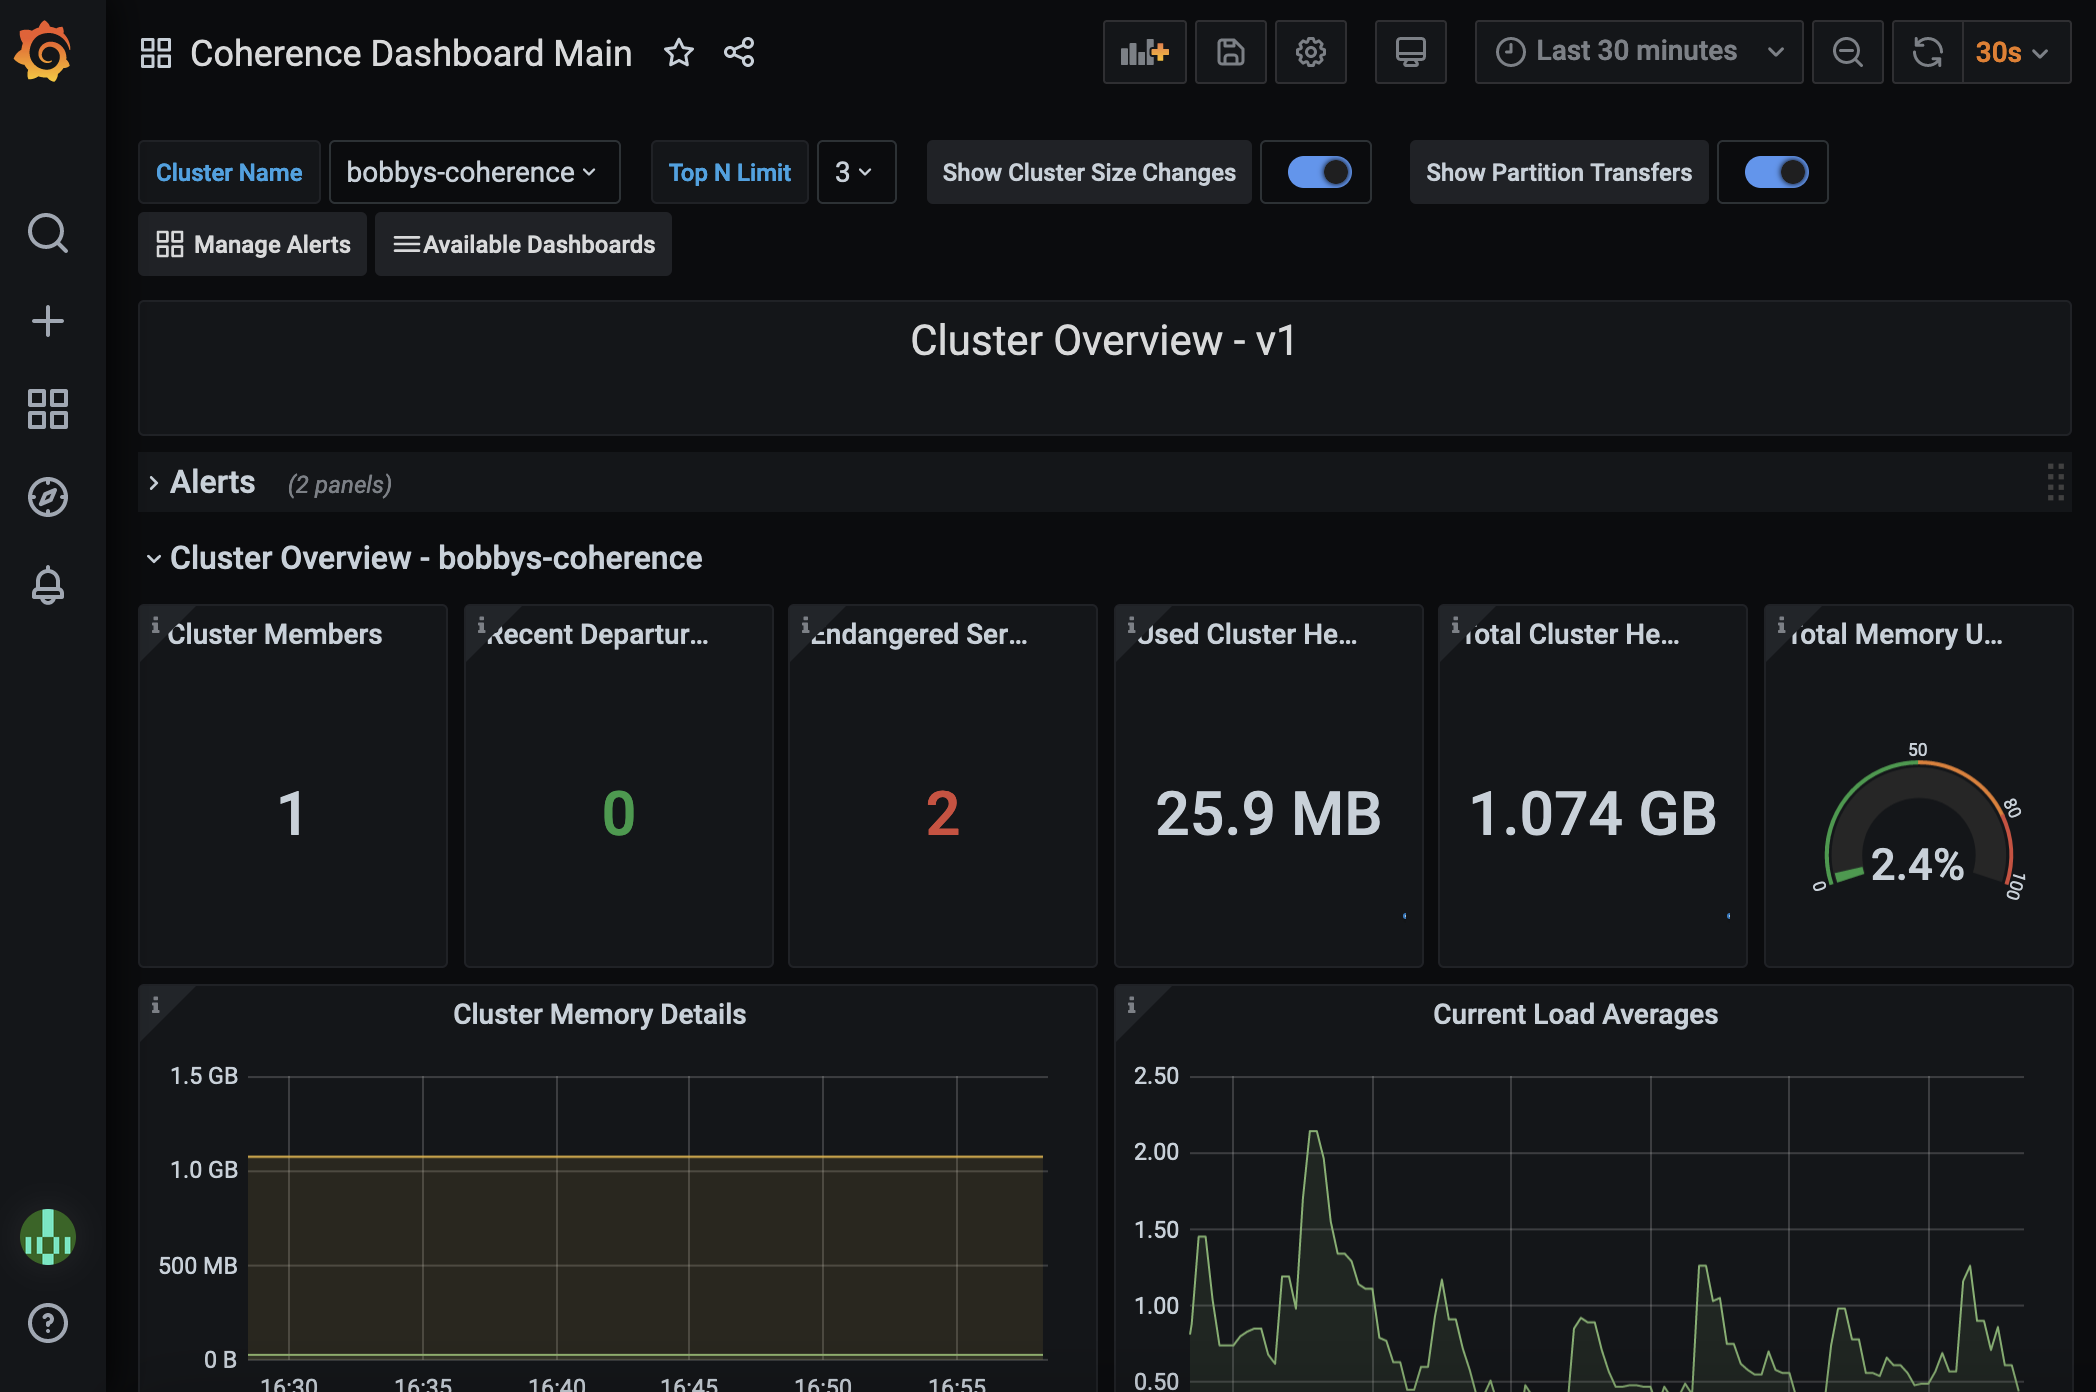 Coherence Dashboard Main
Last 30 minutes
30s
Cluster Name
bobbys-coherence
Top N Limit
3
Show Cluster Size Changes
Show Partition Transfers
Manage Alerts
Available Dashboards
Cluster Overview - v1
Alerts (2 panels)
Cluster Overview - bobbys-coherence
Cluster Members
1
Recent Departur...
0
Endangered Ser...
2
Used Cluster He...
25.9 MB
Total Cluster He...
1.074 GB
Total Memory U...
0
50
80
100
2.4%
Cluster Memory Details
1.5 GB
1.0 GB
500 MB
0 B
16:30 16:35 16:40 16:45 16:50 16:55
Current Load Averages
2.50
2.00
1.50
1.00
0.50